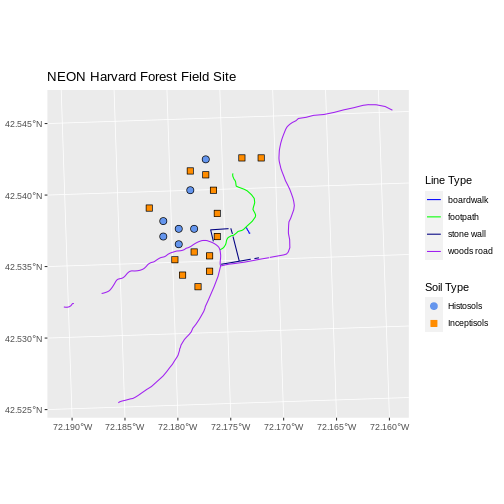 NEON Harvard Forest Field Site
42.545°N
42.540°N
42.535°N
42.530°N
42.525°N
72.190°W 72.185°W 72.180°W 72.175°W 72.170°W 72.165°W 72.160°W
Line Type
boardwalk
footpath
stone wall
woods road
Soil Type
Histosols
Inceptisols